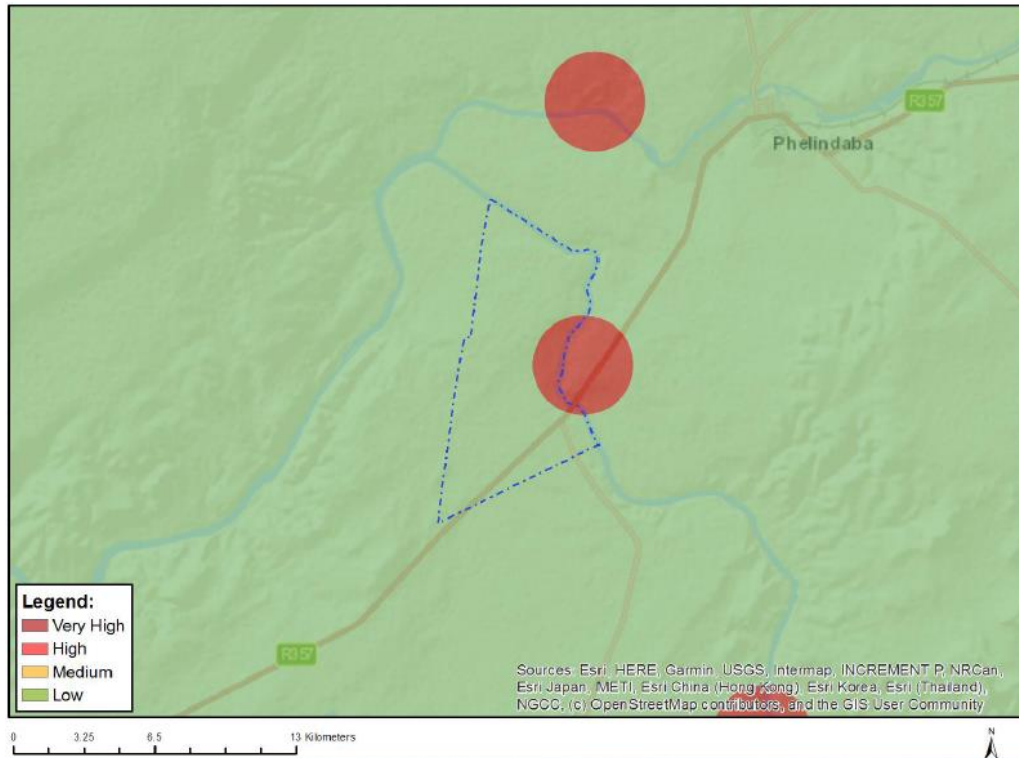 R357
Phelindaba
R357
Legend:
Very High
High
Medium
Low
Sources: Esri, HERE, Garmin, USGS, Intermap, INCREMENT P, NRCan,
Esri Japan, METI, Esri China (Hong Kong), Esri Korea, Esri (Thailand),
NGCC, (c) OpenStreetMap contributors, and the GIS User Community
0 3.25 6.5 13 Kilometers
N